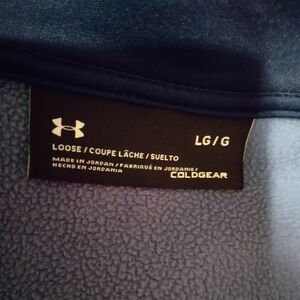 LG/G
LOOSE / COUPE LÂCHE / SUELTO
MADE IN JORDAN / FABRIQUÉ EN JORDANIE /
HECHO EN JORDANIA
COLDGEAR